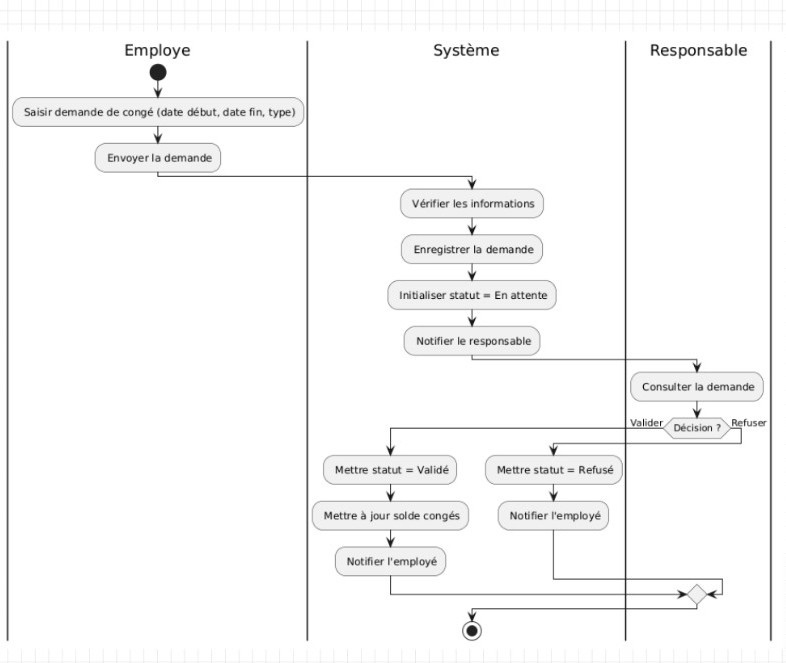 Employe
Système
Responsable
Saisir demande de congé (date début, date fin, type)
Envoyer la demande
Vérifier les informations
Enregistrer la demande
Initialiser statut = En attente
Notifier le responsable
Consulter la demande
Valider
Décision ?
Refuser
Mettre statut = Validé
Mettre statut = Refusé
Mettre à jour solde congés
Notifier l'employé
Notifier l'employé